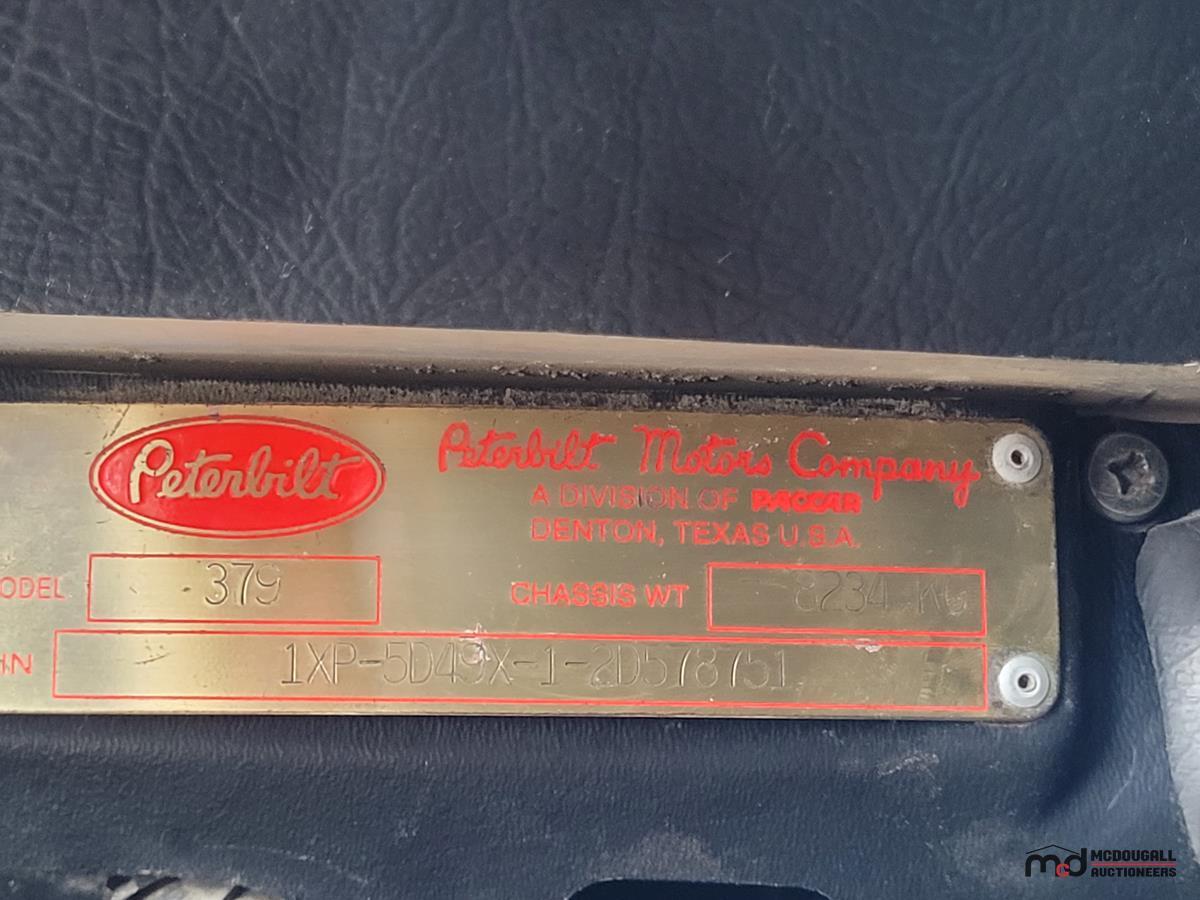 Peterbilt
Peterbilt Motors Company
A DIVISION OF PACCAR
DENTON, TEXAS U.S.A.
ODEL 379
CHASSIS WT 8234 KG
HN 1XP-5D49X-1-2D578751
mcd MCDOUGALL
AUCTIONEERS